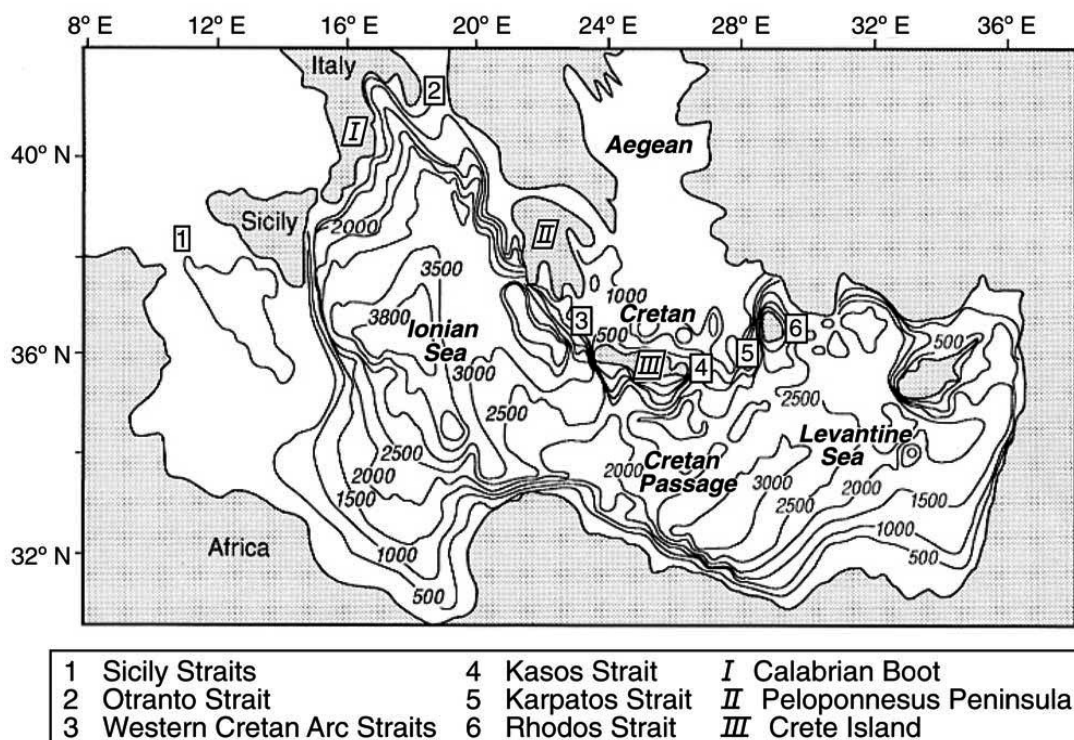 8° E 12° E 16° E 20° E 24° E 28° E 32° E 36° E
Italy
2
I
Aegean
40° N
Sicily
II
2000
1
3500
1000
Cretan
3800
Ionian
Sea
3
500
6
500
36° N
III
4
5
3000
2500
2500
Levantine
Sea
2500
2000
Cretan
Passage
2000
3000
2000
1500
2500
1500
Africa
1000
1000
32° N
500
500
1 Sicily Straits 4 Kasos Strait I Calabrian Boot
2 Otranto Strait 5 Karpatos Strait II Peloponnesus Peninsula
3 Western Cretan Arc Straits 6 Rhodos Strait III Crete Island